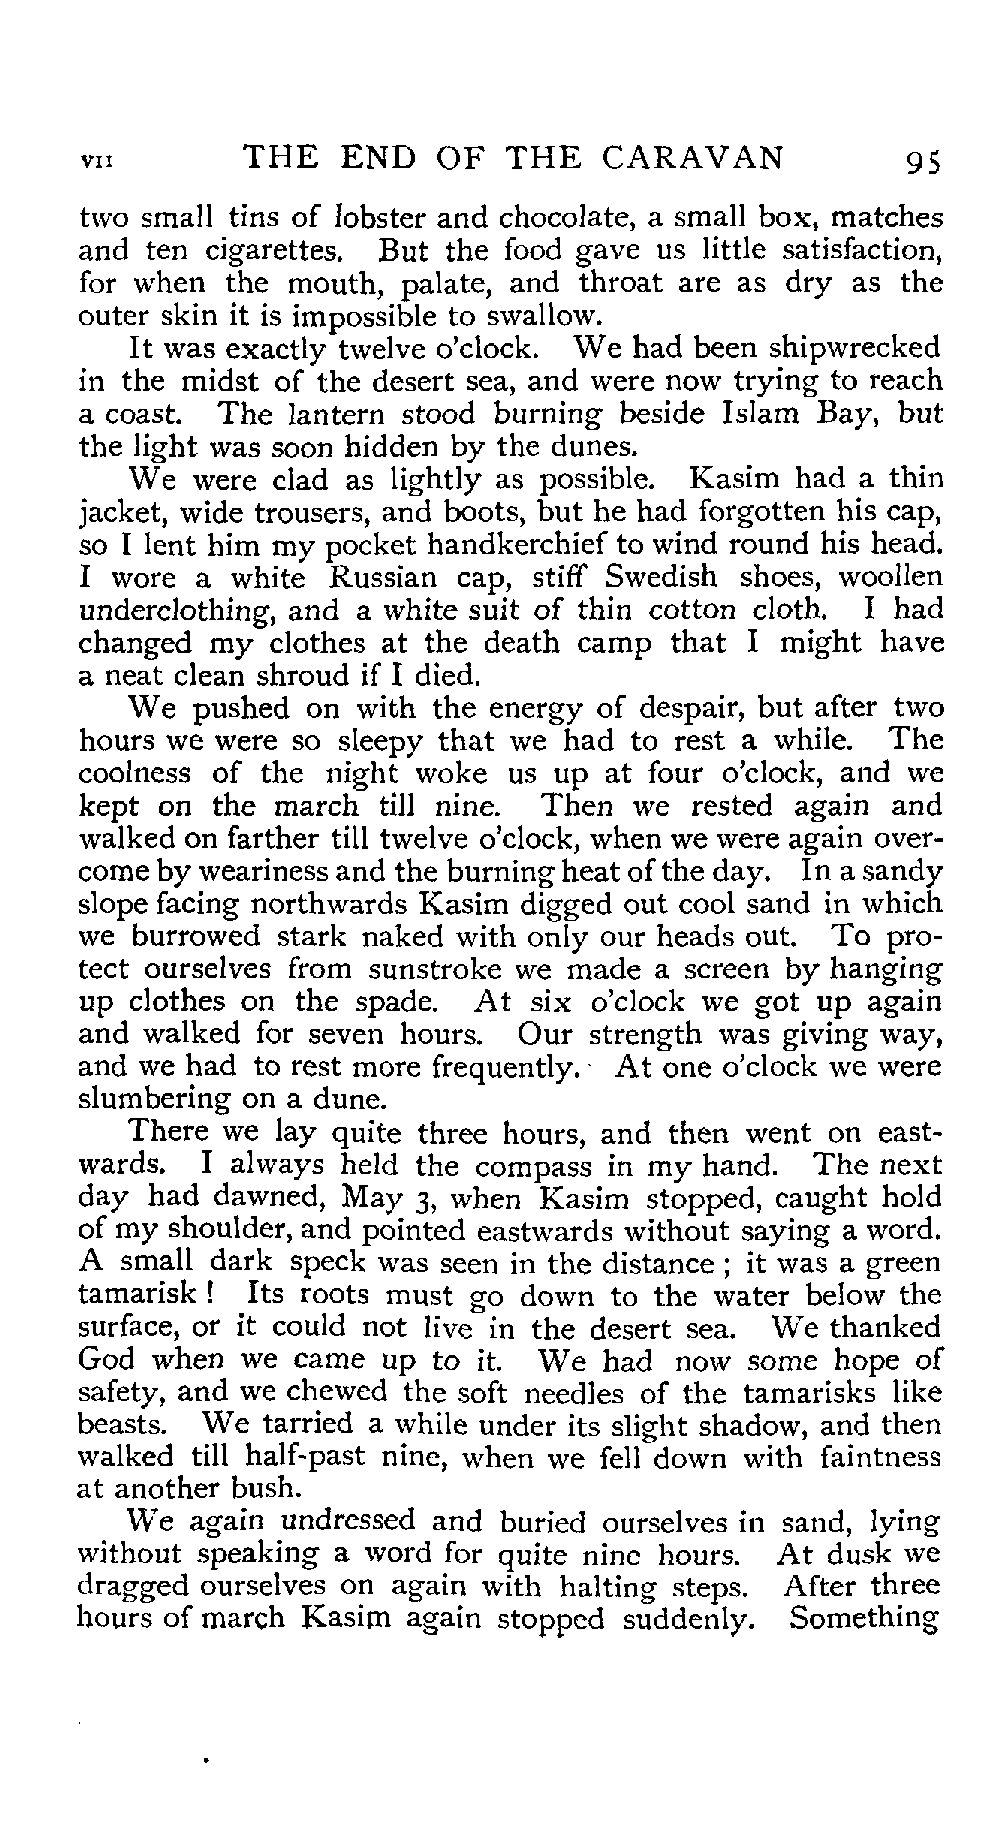 VII THE END OF THE CARAVAN 95
two small tins of lobster and chocolate, a small box, matches
and ten cigarettes. But the food gave us little satisfaction,
for when the mouth, palate, and throat are as dry as the
outer skin it is impossible to swallow.
It was exactly twelve o'clock. We had been shipwrecked
in the midst of the desert sea, and were now trying to reach
a coast. The lantern stood burning beside Islam Bay, but
the light was soon hidden by the dunes.
We were clad as lightly as possible. Kasim had a thin
jacket, wide trousers, and boots, but he had forgotten his cap,
so I lent him my pocket handkerchief to wind round his head.
I wore a white Russian cap, stiff Swedish shoes, woollen
underclothing, and a white suit of thin cotton cloth. I had
changed my clothes at the death camp that I might have
a neat clean shroud if I died.
We pushed on with the energy of despair, but after two
hours we were so sleepy that we had to rest a while. The
coolness of the night woke us up at four o'clock, and we
kept on the march till nine. Then we rested again and
walked on farther till twelve o'clock, when we were again over-
come by weariness and the burning heat of the day. In a sandy
slope facing northwards Kasim digged out cool sand in which
we burrowed stark naked with only our heads out. To pro-
tect ourselves from sunstroke we made a screen by hanging
up clothes on the spade. At six o'clock we got up again
and walked for seven hours. Our strength was giving way,
and we had to rest more frequently. At one o'clock we were
slumbering on a dune.
There we lay quite three hours, and then went on east-
wards. I always held the compass in my hand. The next
day had dawned, May 3, when Kasim stopped, caught hold
of my shoulder, and pointed eastwards without saying a word.
A small dark speck was seen in the distance ; it was a green
tamarisk ! Its roots must go down to the water below the
surface, or it could not live in the desert sea. We thanked
God when we came up to it. We had now some hope of
safety, and we chewed the soft needles of the tamarisks like
beasts. We tarried a while under its slight shadow, and then
walked till half-past nine, when we fell down with faintness
at another bush.
We again undressed and buried ourselves in sand, lying
without speaking a word for quite nine hours. At dusk we
dragged ourselves on again with halting steps. After three
hours of march Kasim again stopped suddenly. Something